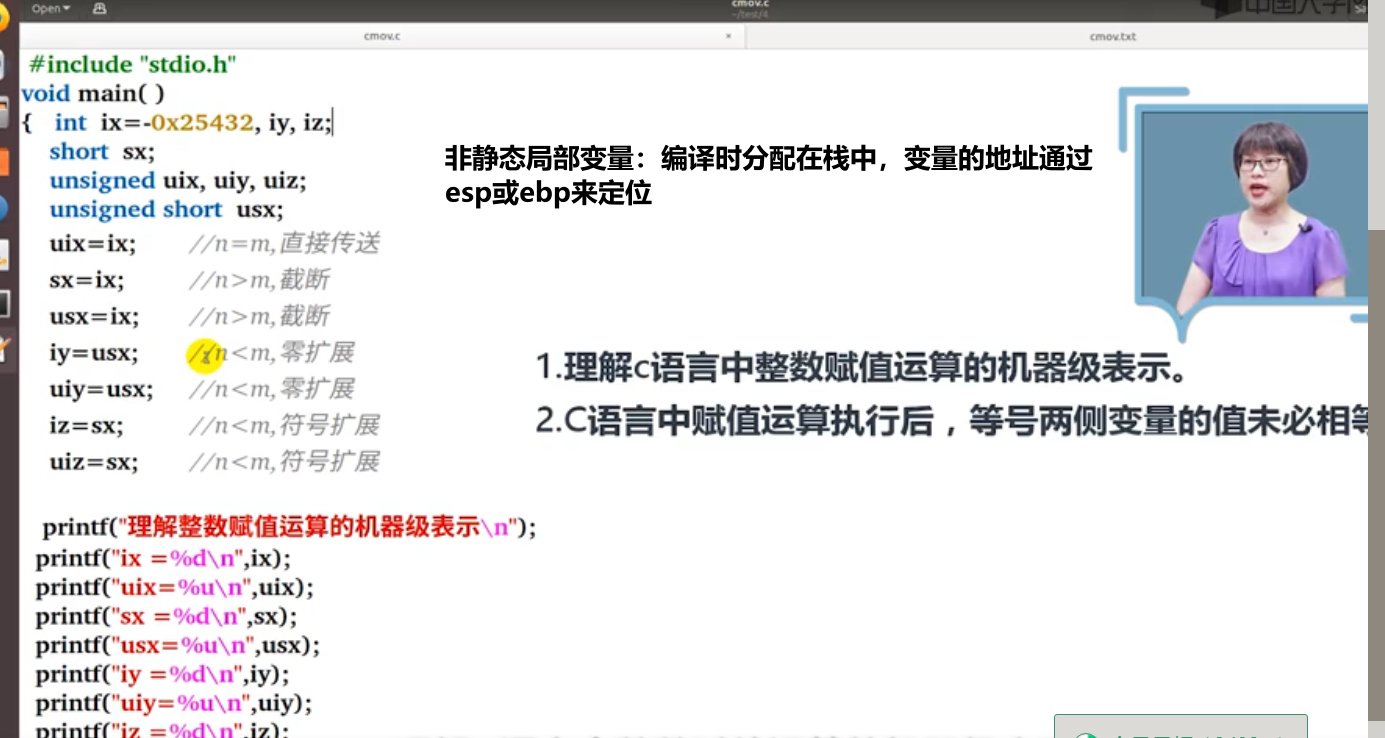 Open
cmov.c
~/test/4
cmov.c
×
cmov.txt
#include "stdio.h"
void main( )
{ int ix=-0x25432, iy, iz;
short sx;
unsigned uix, uiy, uiz;
unsigned short usx;
uix=ix; //n=m,直接传送
sx=ix; //n>m,截断
usx=ix; //n>m,截断
iy=usx; //n<m,零扩展
uiy=usx; //n<m,零扩展
iz=sx; //n<m,符号扩展
uiz=sx; //n<m,符号扩展
非静态局部变量：编译时分配在栈中，变量的地址通过
esp或ebp来定位
1.理解c语言中整数赋值运算的机器级表示。
2.C语言中赋值运算执行后，等号两侧变量的值未必相等
printf("理解整数赋值运算的机器级表示\n");
printf("ix =%d\n",ix);
printf("uix=%u\n",uix);
printf("sx =%d\n",sx);
printf("usx=%u\n",usx);
printf("iy =%d\n",iy);
printf("uiy=%u\n",uiy);
printf("iz =%d\n",iz);